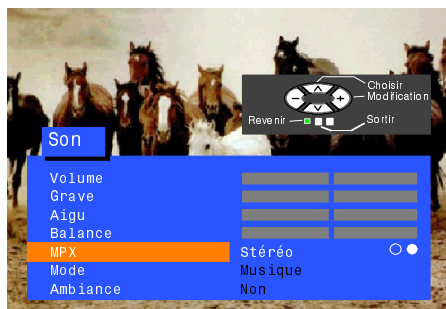 Choisir
Modification
Revenir
Sortir
Son
Volume
Grave
Aigu
Balance
MPX Stéréo
Mode Musique
Ambiance Non